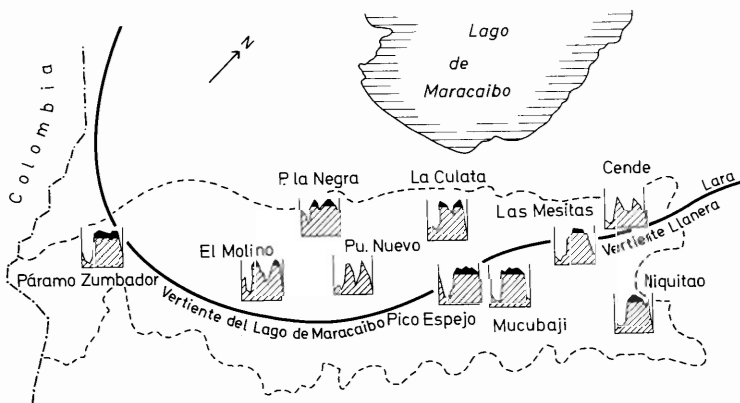 Lago
de
Maracaibo
N
Colombia
P. la Negra
La Culata
Cende
Lara
Las Mesitas
Vertiente Llanera
El Molino
Pu. Nuevo
Páramo Zumbador
Niquitao
Vertiente del Lago de Maracaibo
Pico Espejo
Mucubaji